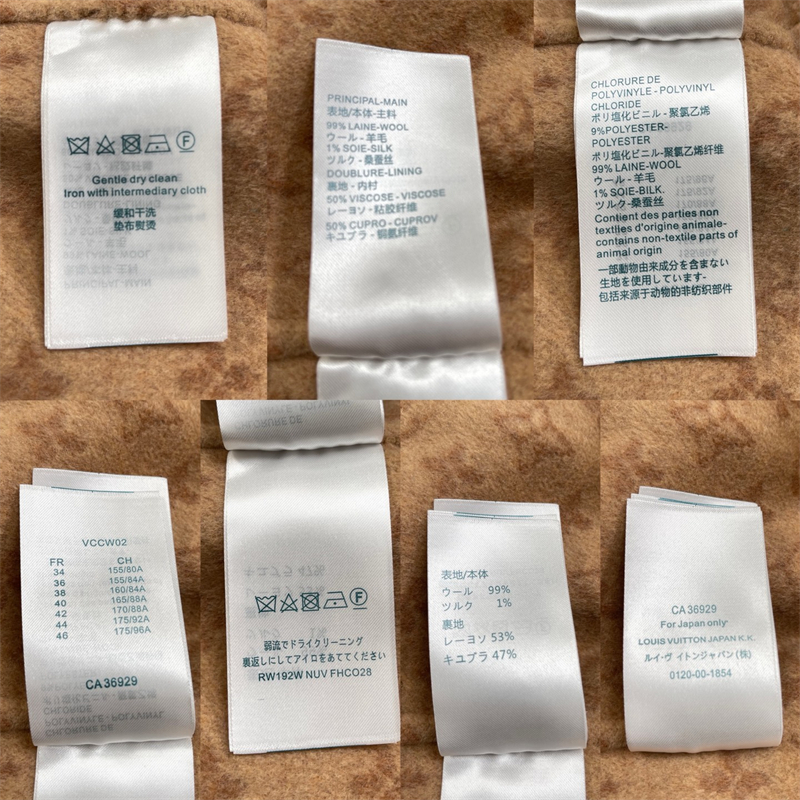 Gentle dry clean
Iron with intermediary cloth
缓和干洗
垫布熨烫
PRINCIPAL-MAIN
表地/本体-主料
99% LAINE-WOOL
ウール - 羊毛
1% SOIE-SILK
ツルク - 桑蚕丝
DOUBLURE-LINING
裏地 - 内村
50% VISCOSE - VISCOSE
レーヨソ - 粘胶纤维
50% CUPRO - CUPROV
キユプラ - 铜氨纤维
CHLORURE DE
POLYVINYLE - POLYVINYL
CHLORIDE
ポリ塩化ビニル - 聚氯乙烯
9%POLYESTER-
POLYESTER
ポリ塩化ビニル-聚氯乙烯纤维
99% LAINE-WOOL
ウール - 羊毛
1% SOIE-BILK.
ツルク-桑蚕丝
Contient des parties non
textlies d'origine animale-
contains non-textile parts of
animal origin
一部動物由来成分を含まない
生地を使用しています-
包括来源于动物的非纺织部件
VCCW02
FR CH
34 155/80A
36 155/84A
38 160/84A
40 165/88A
42 170/88A
44 175/92A
46 175/96A
CA36929
弱流でドライクリーニング
裏返しにしてアイロをあててください
RW192W NUV FHCO28
表地/本体
ウール 99%
ツルク 1%
裏地
レーヨソ 53%
キユプラ 47%
CA36929
For Japan only
LOUIS VUITTON JAPAN K.K.
ルイ-ヴ イトンジャパン (株)
0120-00-1854